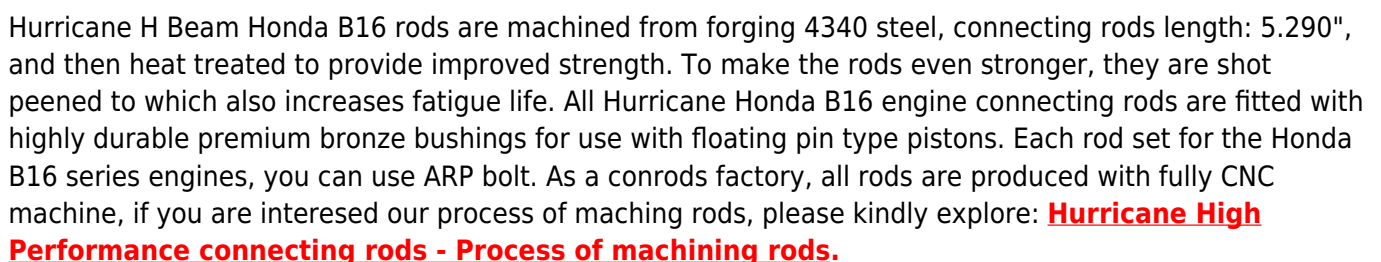 Hurricane H Beam Honda B16 rods are machined from forging 4340 steel, connecting rods length: 5.290",
and then heat treated to provide improved strength. To make the rods even stronger, they are shot
peened to which also increases fatigue life. All Hurricane Honda B16 engine connecting rods are fitted with
highly durable premium bronze bushings for use with floating pin type pistons. Each rod set for the Honda
B16 series engines, you can use ARP bolt. As a conrods factory, all rods are produced with fully CNC
machine, if you are interesed our process of maching rods, please kindly explore: Hurricane High
Performance connecting rods - Process of machining rods.